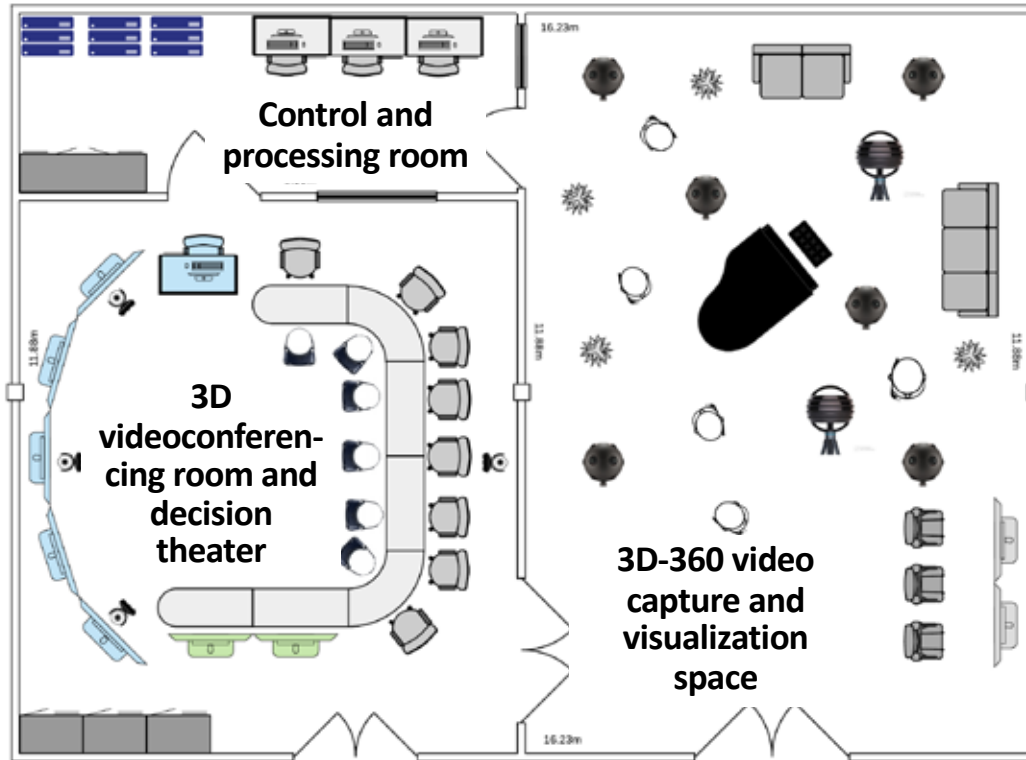 16.23m
Control and
processing room
11.88m
11.88m
11.88m
3D
videoconferen-
cing room and
decision
theater
3D-360 video
capture and
visualization
space
16.23m